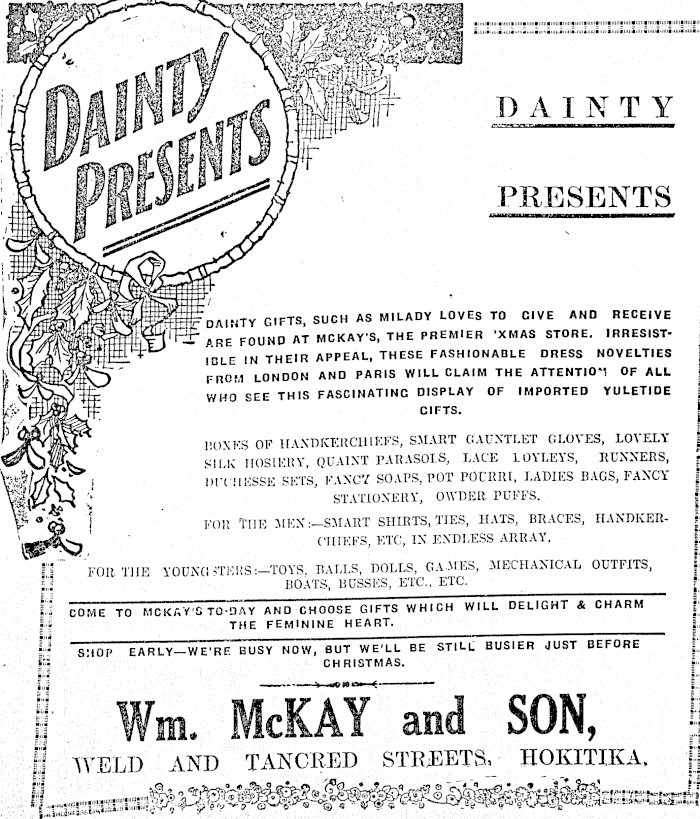 DAINTY
PRESENTS
DAINTY
PRESENTS
DAINTY GIFTS, SUCH AS MILADY LOVES TO GIVE AND RECEIVE
ARE FOUND AT MCKAY'S, THE PREMIER 'XMAS STORE. IRRESIST-
IBLE IN THEIR APPEAL, THESE FASHIONABLE DRESS NOVELTIES
FROM LONDON AND PARIS WILL CLAIM THE ATTENTION OF ALL
WHO SEE THIS FASCINATING DISPLAY OF IMPORTED YULETIDE
GIFTS.
BOXES OF HANDKERCHIEFS, SMART GAUNTLET GLOVES, LOVELY
SILK HOSIERY, QUAINT PARASOLS, LACE DOYLEYS, RUNNERS,
DUCHESSE SETS, FANCY SOAPS, POT POURRI, LADIES BAGS, FANCY
STATIONERY, OWDER PUFFS.
FOR THE MEN:—SMART SHIRTS, TIES, HATS, BRACES, HANDKER-
CHIEFS, ETC, IN ENDLESS ARRAY.
FOR THE YOUNGSTERS:—TOYS, BALLS, DOLLS, GAMES, MECHANICAL OUTFITS,
BOATS, BUSSES, ETC., ETC.
COME TO MCKAY'S TO-DAY AND CHOOSE GIFTS WHICH WILL DELIGHT & CHARM
THE FEMININE HEART.
SHOP EARLY—WE'RE BUSY NOW, BUT WE'LL BE STILL BUSIER JUST BEFORE
CHRISTMAS.
Wm. McKAY and SON,
WELD AND TANCRED STREETS, HOKITIKA.